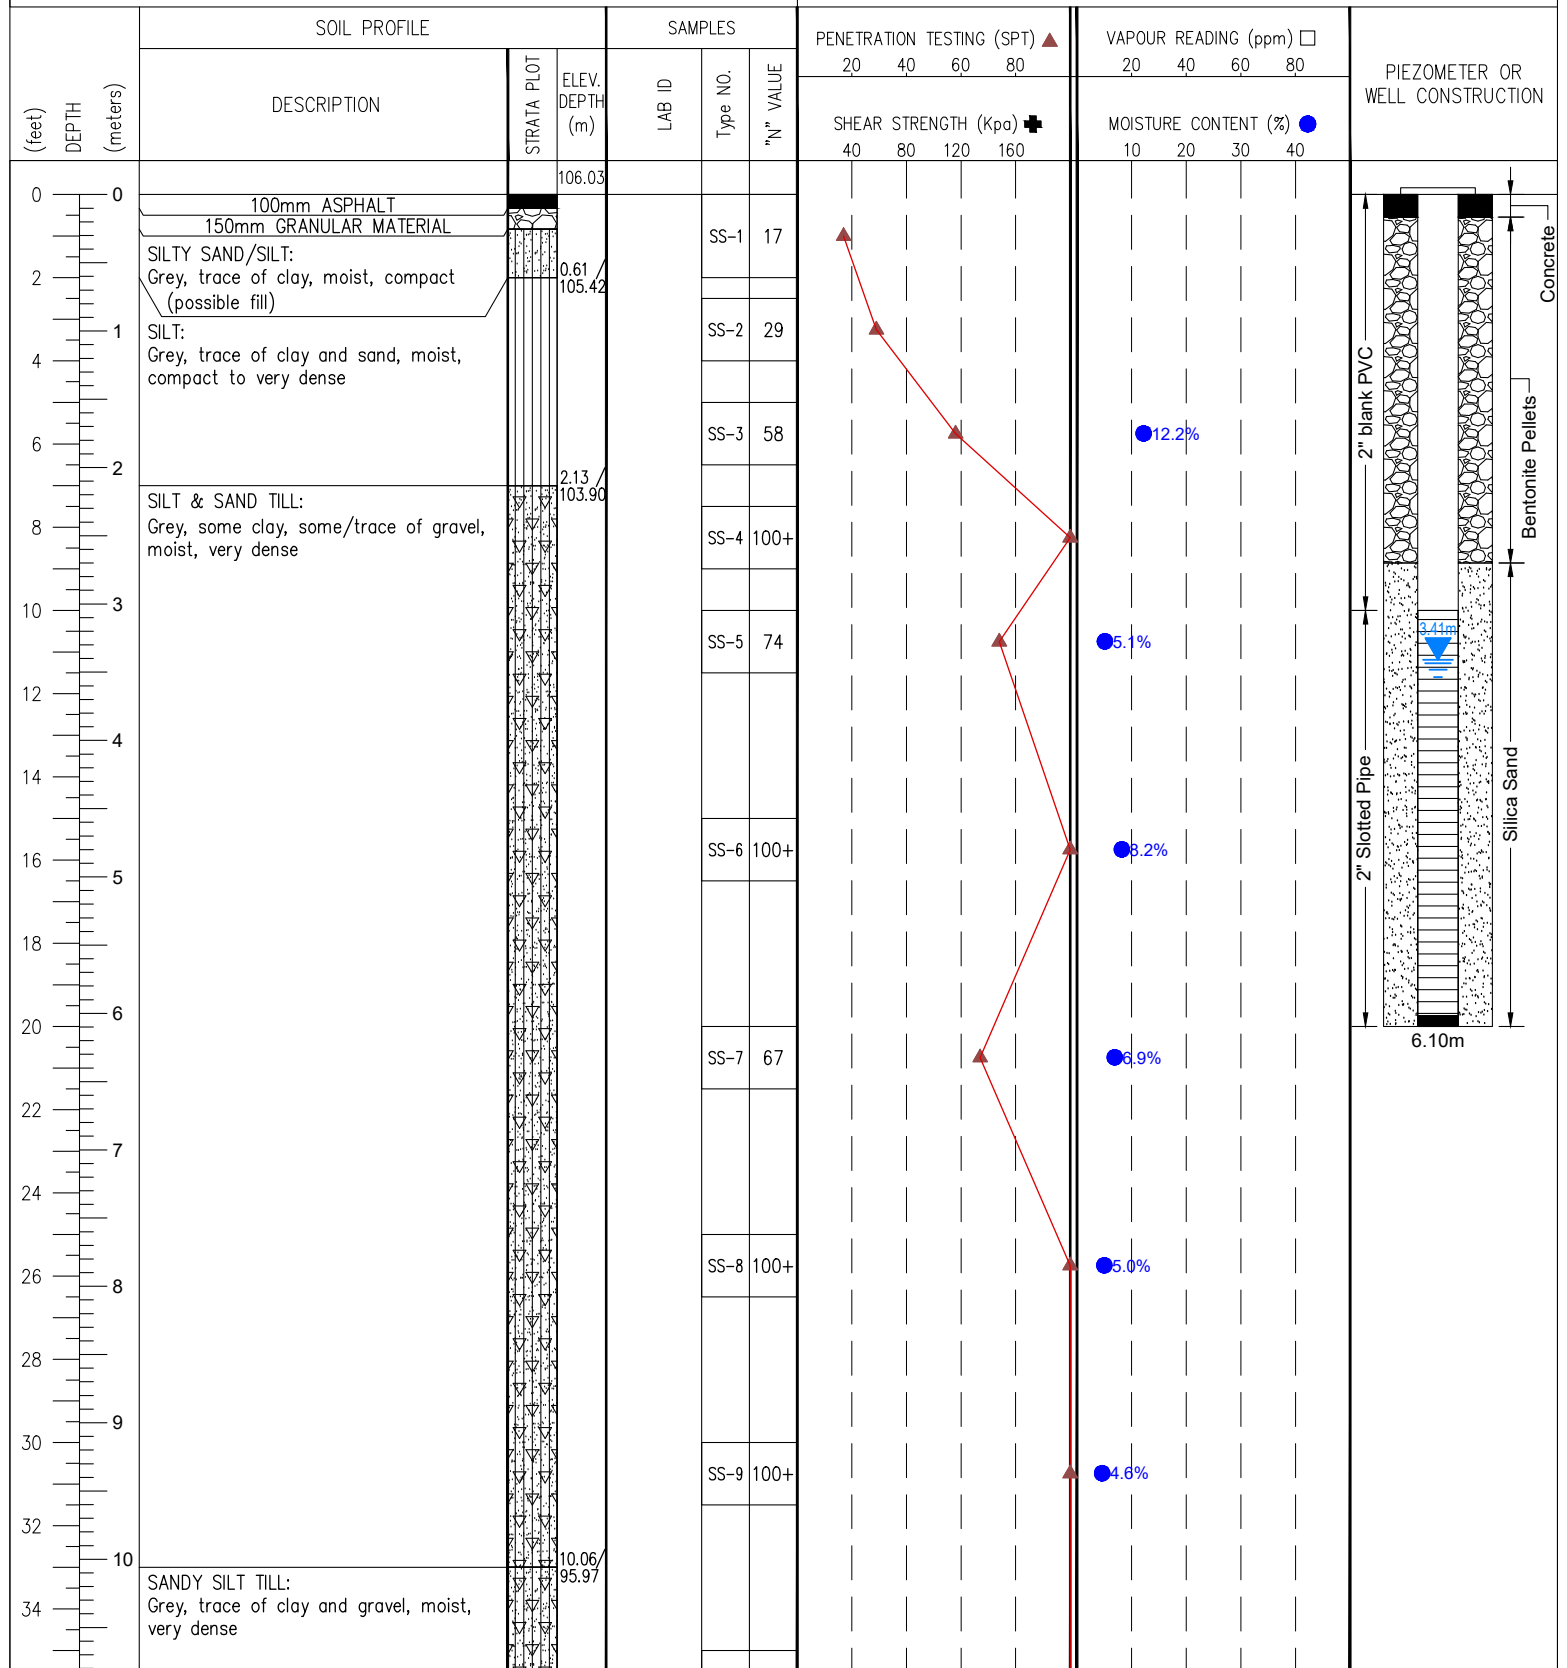 SOIL PROFILE
SAMPLES
PENETRATION TESTING (SPT)
20 40 60 80
SHEAR STRENGTH (Kpa)
40 80 120 160
VAPOUR READING (ppm)
20 40 60 80
MOISTURE CONTENT (%)
10 20 30 40
PIEZOMETER OR
WELL CONSTRUCTION
(feet)
DEPTH
(meters)
DESCRIPTION
STRATA PLOT
ELEV.
DEPTH
(m)
LAB ID
Type NO.
"N" VALUE
106.03
0 0
100mm ASPHALT
150mm GRANULAR MATERIAL
SILTY SAND/SILT:
Grey, trace of clay, moist, compact
(possible fill)
0.61 /
105.42
SS-1 17
2
SILT:
Grey, trace of clay and sand, moist,
compact to very dense
1
SS-2 29
4
SS-3 58
12.2%
6
2
2.13 /
103.90
SILT & SAND TILL:
Grey, some clay, some/trace of gravel,
moist, very dense
8
SS-4 100+
10
3
SS-5 74
5.1%
12
4
14
SS-6 100+
8.2%
16
5
18
6
20
SS-7 67
6.9%
22
7
24
SS-8 100+
5.0%
26
8
28
9
30
SS-9 100+
4.6%
32
10
10.06/
95.97
SANDY SILT TILL:
Grey, trace of clay and gravel, moist,
very dense
34
Concrete
2" blank PVC
Bentonite Pellets
3.41m
2" Slotted Pipe
Silica Sand
6.10m